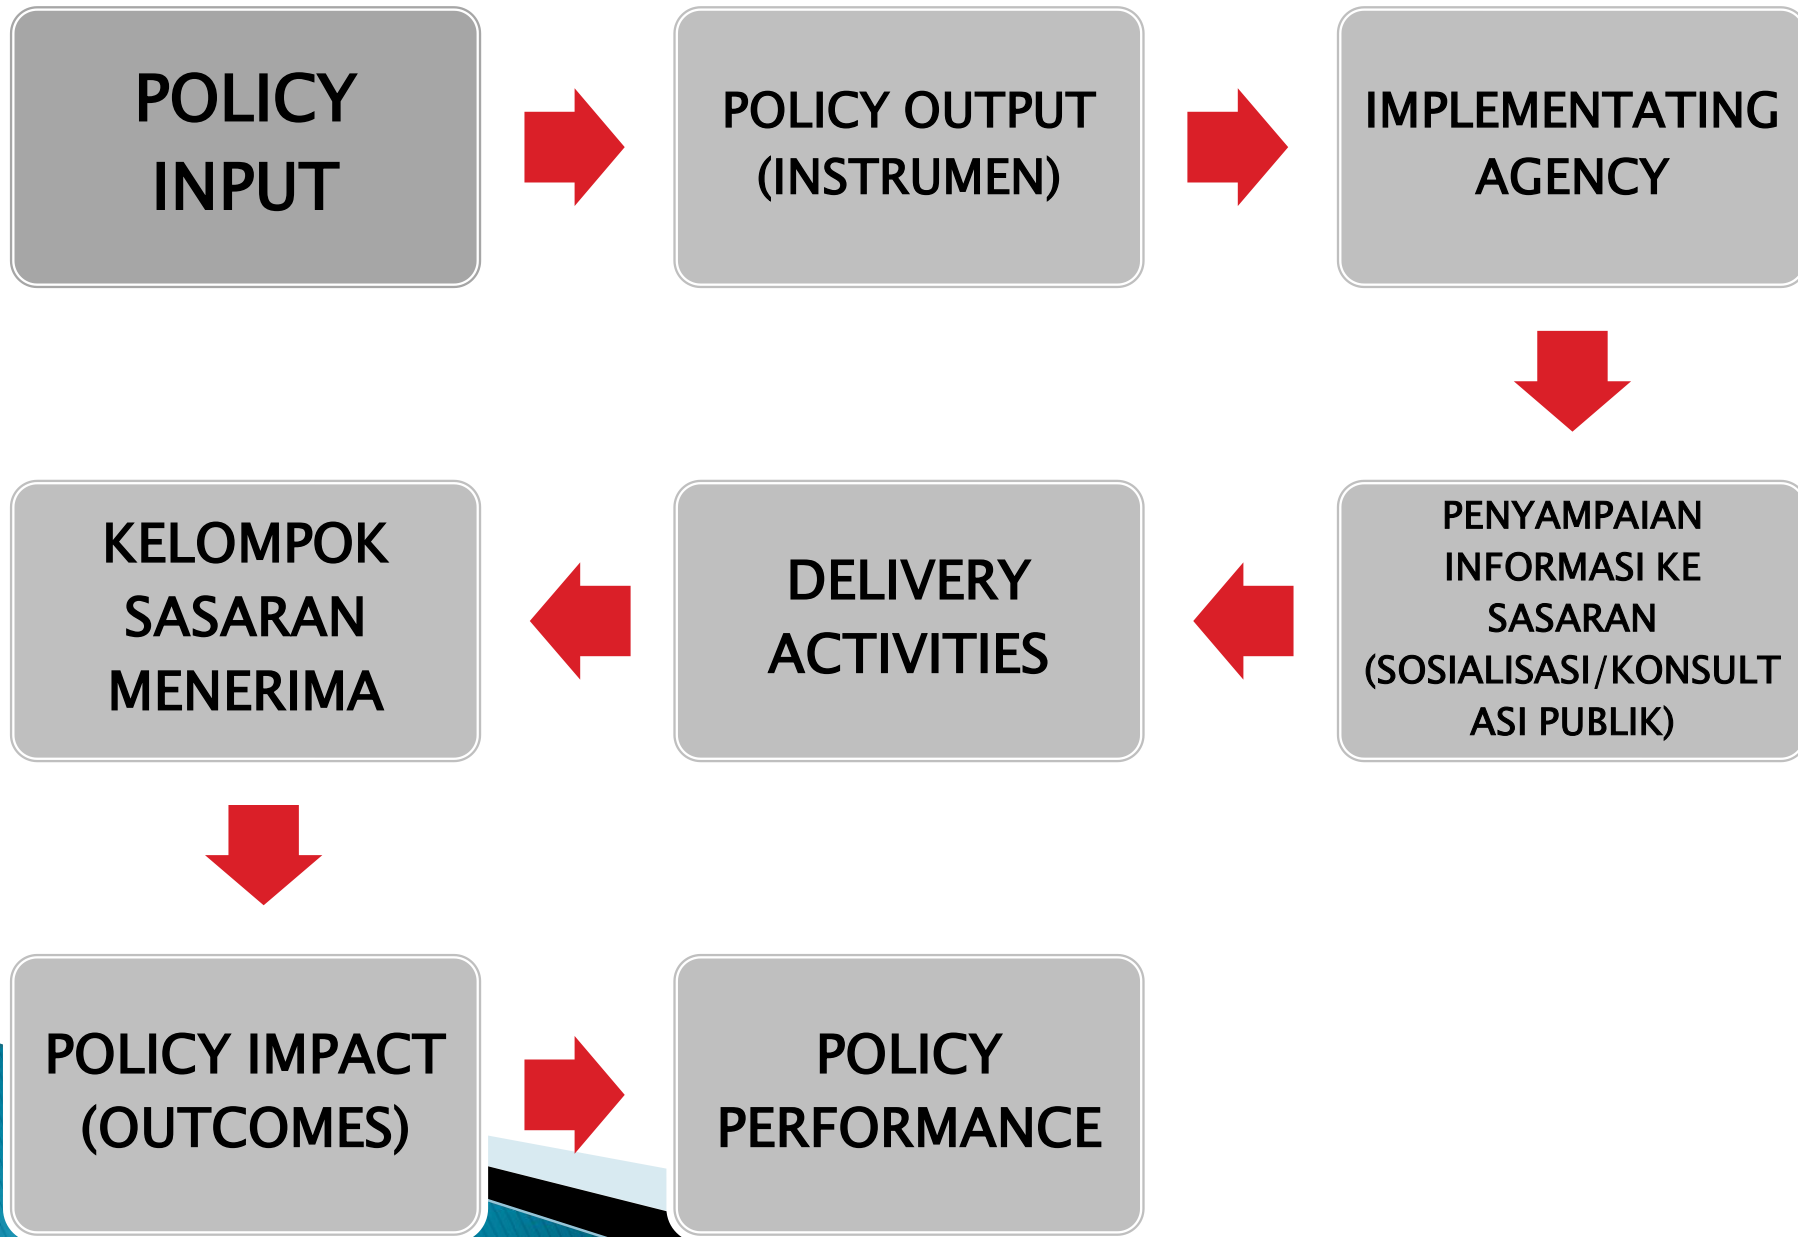 POLICY
INPUT
POLICY OUTPUT
(INSTRUMEN)
IMPLEMENTATING
AGENCY
PENYAMPAIAN
INFORMASI KE
SASARAN
(SOSIALISASI/KONSULT
ASI PUBLIK)
DELIVERY
ACTIVITIES
KELOMPOK
SASARAN
MENERIMA
POLICY IMPACT
(OUTCOMES)
POLICY
PERFORMANCE